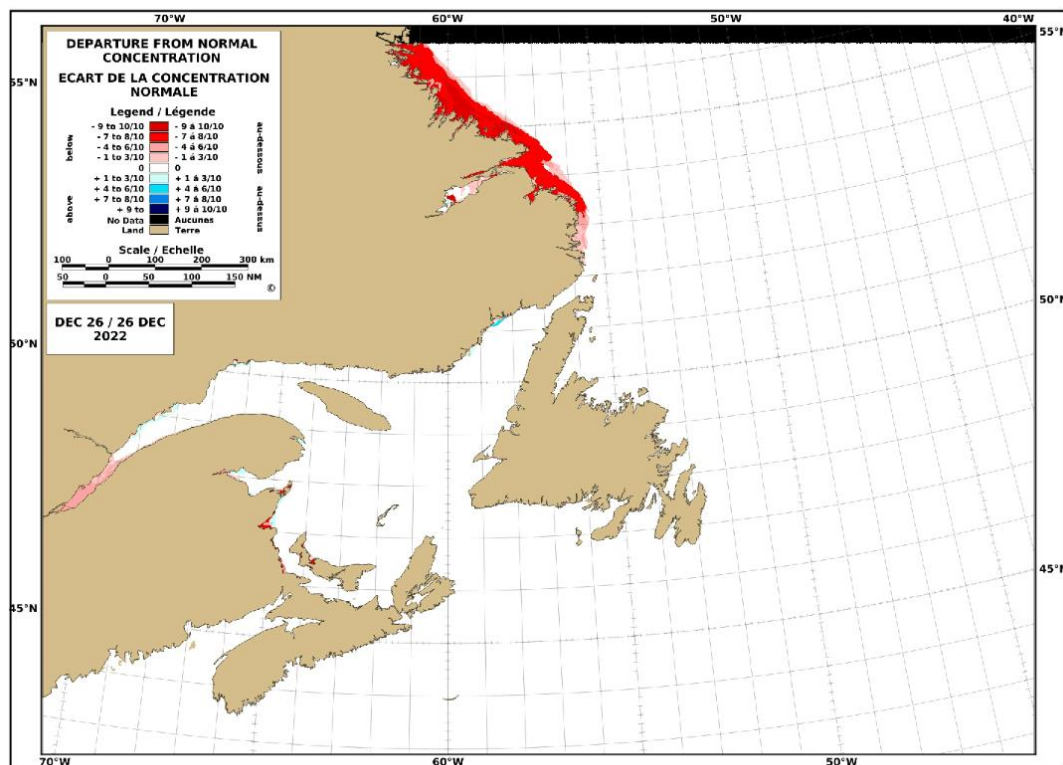 70°W 60°W 50°W 40°W
55°N
55°N
50°N
50°N
45°N
45°N
70°W 60°W 50°W
DEPARTURE FROM NORMAL
CONCENTRATION
ECART DE LA CONCENTRATION
NORMALE
Legend / Légende
below
above
- 9 to 10/10 - 9 á 10/10
- 7 to 8/10 - 7 á 8/10
- 4 to 6/10 - 4 á 6/10
- 1 to 3/10 - 1 á 3/10
0 0
+ 1 to 3/10 + 1 á 3/10
+ 4 to 6/10 + 4 á 6/10
+ 7 to 8/10 + 7 á 8/10
+ 9 to + 9 á 10/10
No Data Aucunes
Land Terre
au-dessous
au-dessus
Scale / Echelle
100 0 100 200 300 km
50 0 50 100 150 NM
©
DEC 26 / 26 DEC
2022